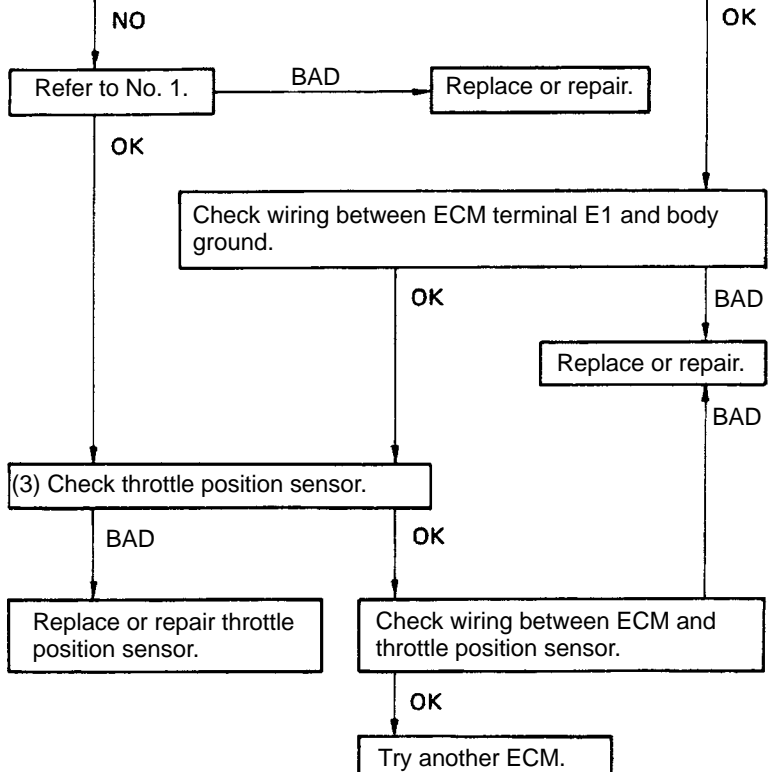 NO
OK
Refer to No. 1.
BAD
Replace or repair.
OK
Check wiring between ECM terminal E1 and body
ground.
OK
BAD
Replace or repair.
BAD
(3) Check throttle position sensor.
BAD
OK
Replace or repair throttle
position sensor.
Check wiring between ECM and
throttle position sensor.
OK
Try another ECM.